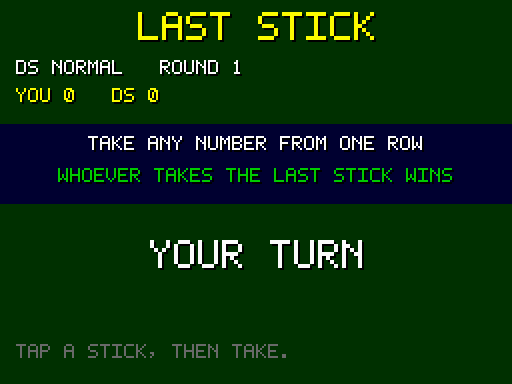 LAST STICK
DS NORMAL   ROUND 1
YOU 0   DS 0
TAKE ANY NUMBER FROM ONE ROW
WHOEVER TAKES THE LAST STICK WINS
YOUR TURN
TAP A STICK, THEN TAKE.